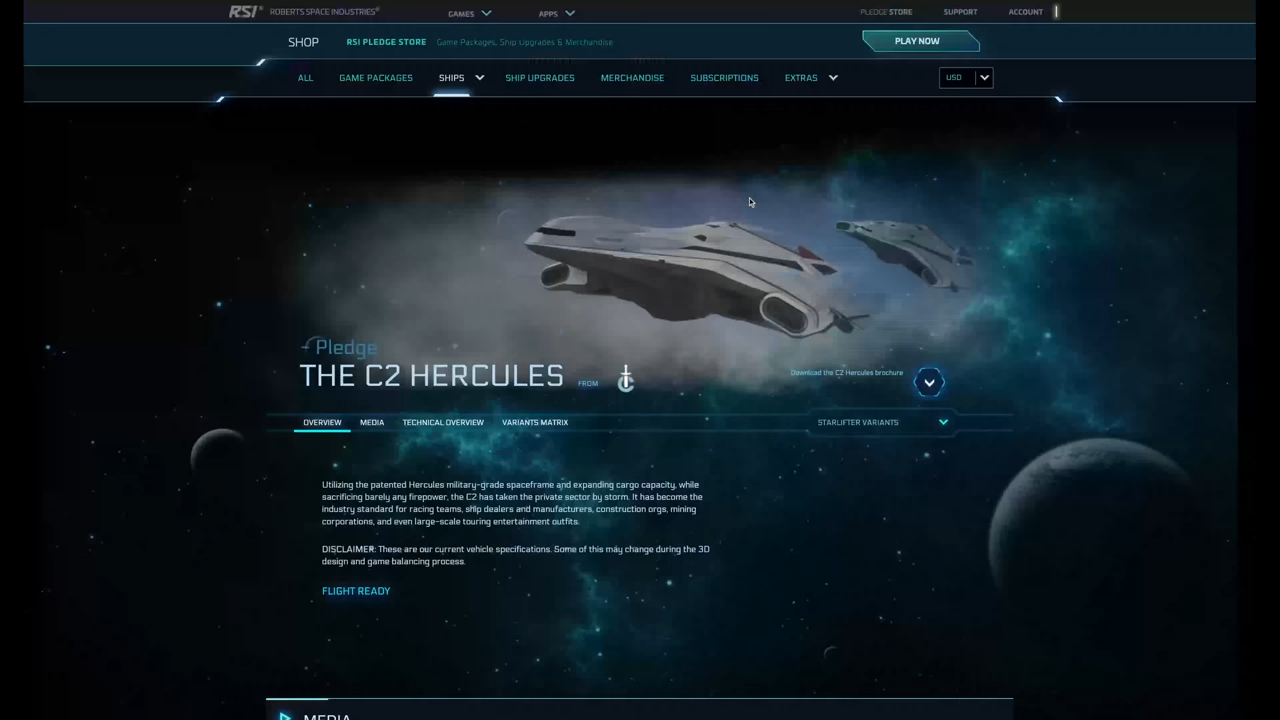 RSI ROBERTS SPACE INDUSTRIES® GAMES APPS PLEDGE STORE SUPPORT ACCOUNT
SHOP RSI PLEDGE STORE Game Packages, Ship Upgrades & Merchandise PLAY NOW
ALL GAME PACKAGES SHIPS SHIP UPGRADES MERCHANDISE SUBSCRIPTIONS EXTRAS USD
Pledge
THE C2 HERCULES FROM
Download the C2 Hercules brochure
OVERVIEW MEDIA TECHNICAL OVERVIEW VARIANTS MATRIX STARLIFTER VARIANTS
Utilizing the patented Hercules military-grade spaceframe and expanding cargo capacity, while
sacrificing barely any firepower, the C2 has taken the private sector by storm. It has become the
industry standard for racing teams, ship dealers and manufacturers, construction orgs, mining
corporations, and even large-scale touring entertainment outfits.
DISCLAIMER: These are our current vehicle specifications. Some of this may change during the 3D
design and game balancing process.
FLIGHT READY
MEDIA